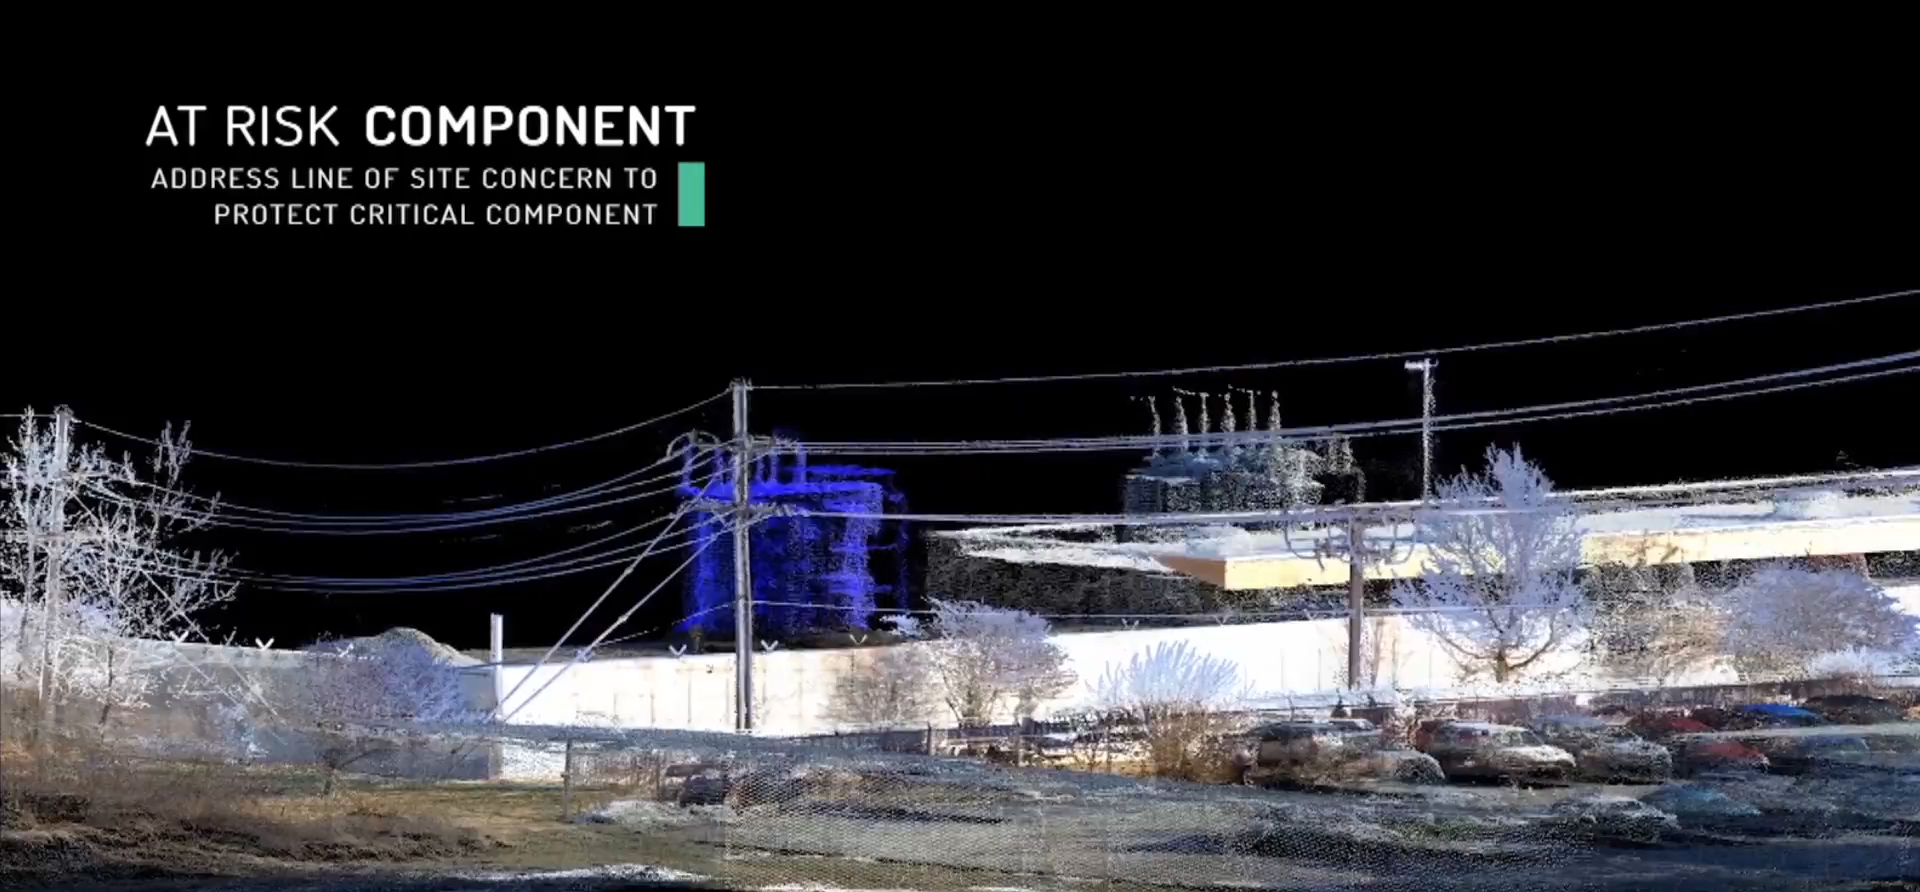 AT RISK COMPONENT
ADDRESS LINE OF SITE CONCERN TO
PROTECT CRITICAL COMPONENT